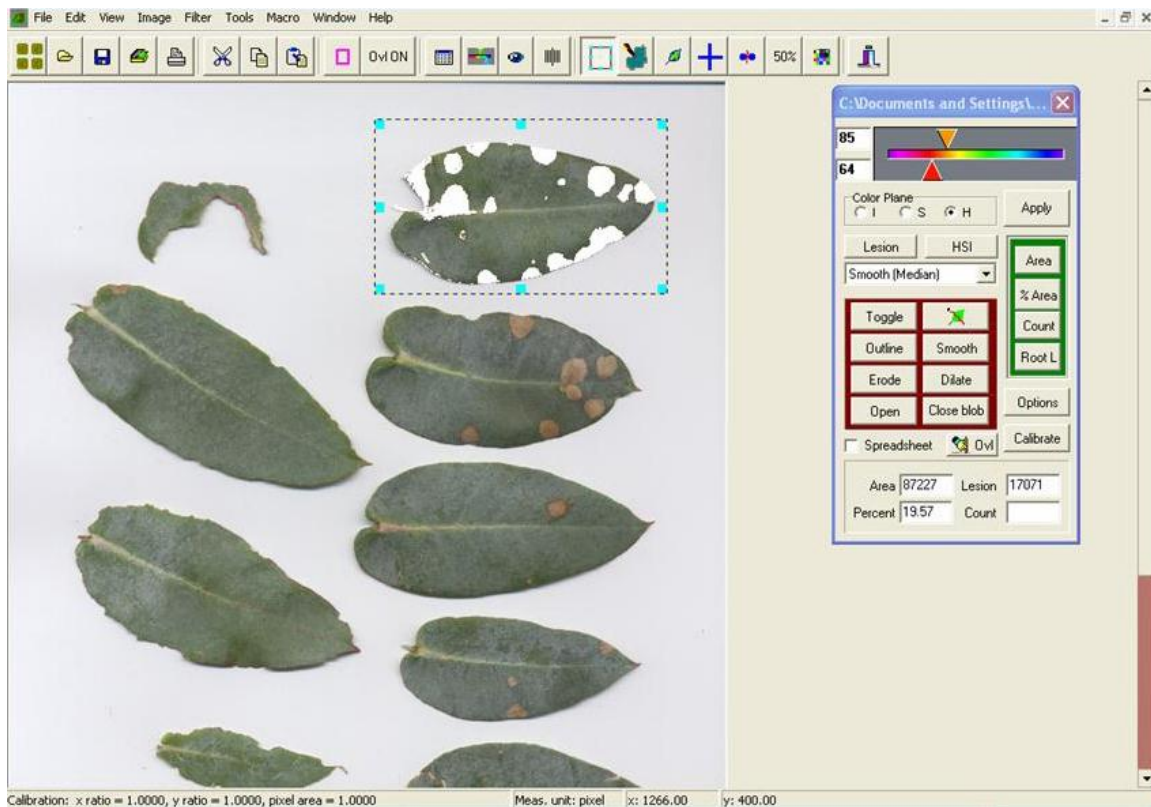 File Edit View Image Filter Tools Macro Window Help
Ovl ON
50%
C:\Documents and Settings\...
85
64
Color Plane
I S H
Apply
Lesion HSI
Smooth (Median)
Area
% Area
Count
Root L
Toggle
Outline Smooth
Erode Dilate
Open Close blob
Options
Spreadsheet Ovl
Calibrate
Area 87227 Lesion 17071
Percent 19.57 Count
Calibration: x ratio = 1.0000, y ratio = 1.0000, pixel area = 1.0000 Meas. unit: pixel x: 1266.00 y: 400.00